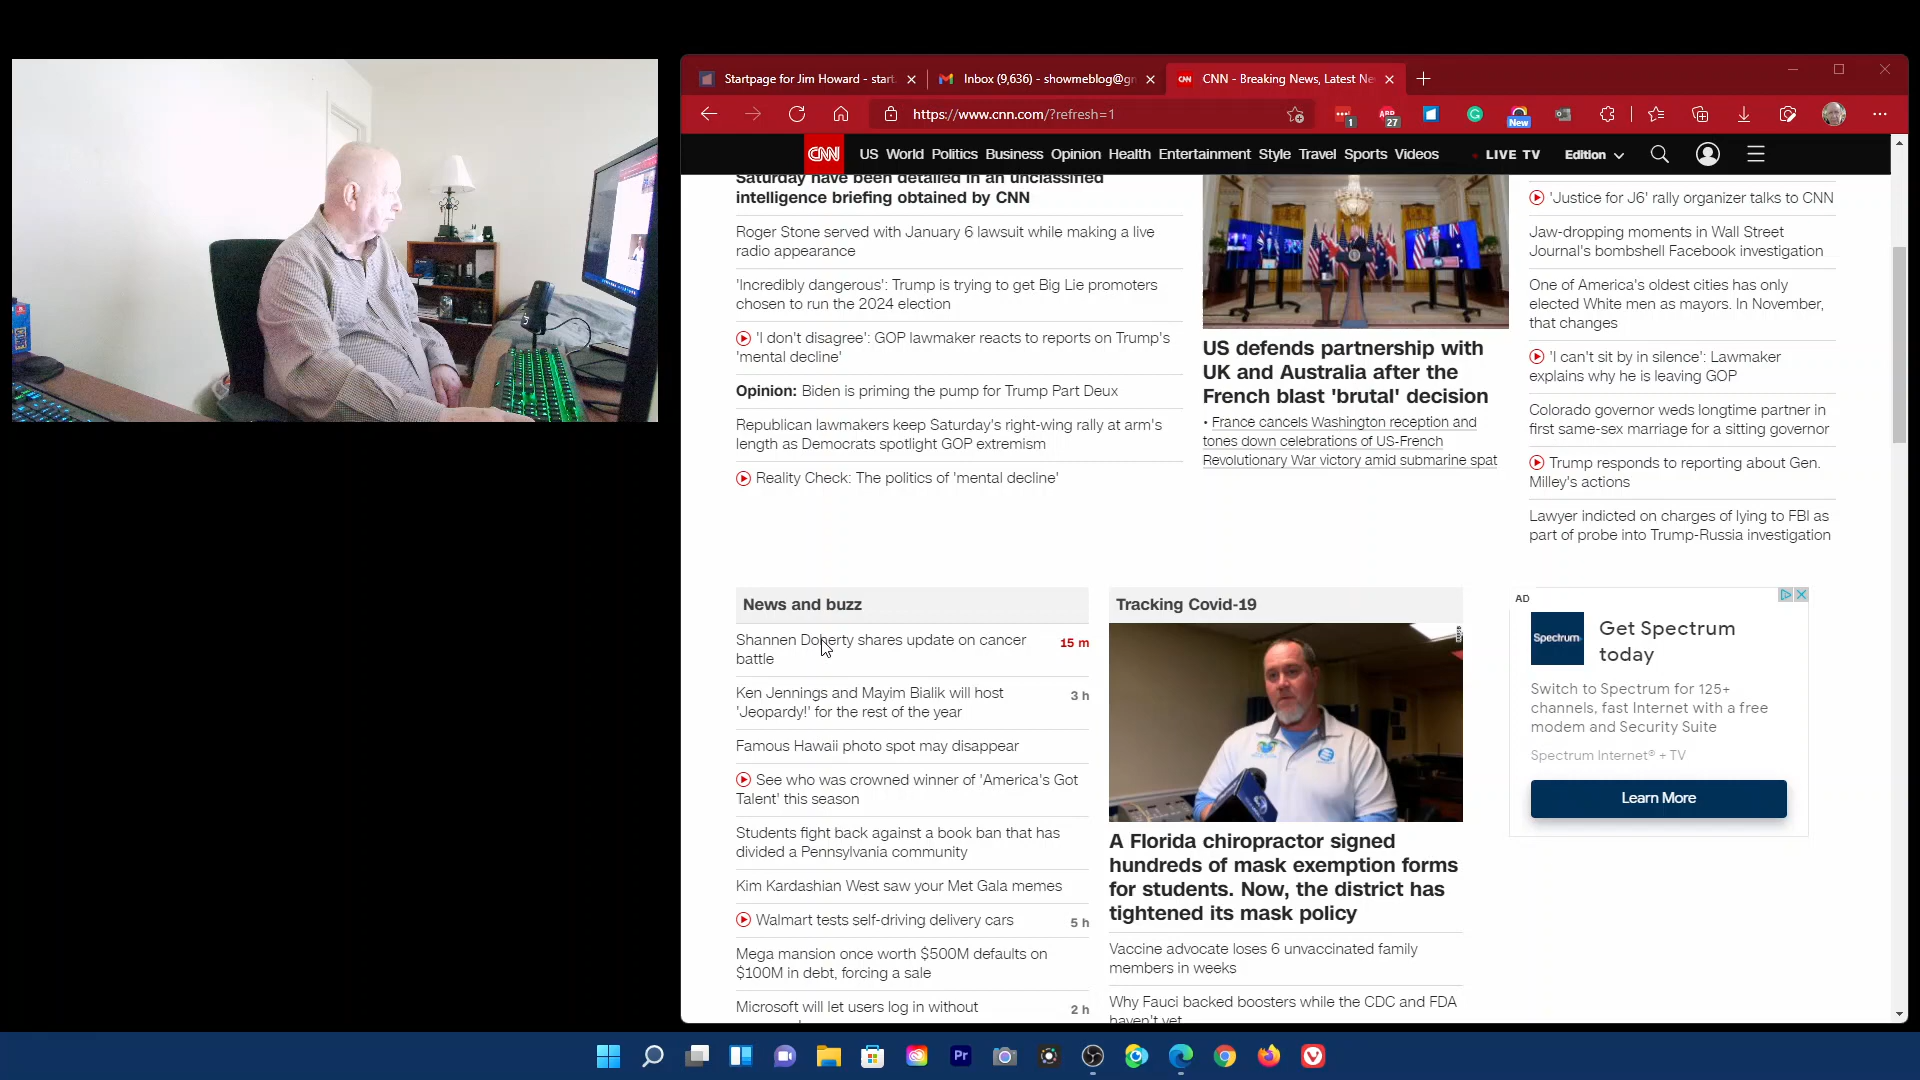 Startpage for Jim Howard - start.
Inbox (9,636) - showmeblog@gm
CNN - Breaking News, Latest Ne
https://www.cnn.com/?refresh=1
1
ABP
27
New
CNN
US World Politics Business Opinion Health Entertainment Style Travel Sports Videos
LIVE TV
Edition
Saturday have been detailed in an unclassified
intelligence briefing obtained by CNN
Roger Stone served with January 6 lawsuit while making a live
radio appearance
'Incredibly dangerous': Trump is trying to get Big Lie promoters
chosen to run the 2024 election
'I don't disagree': GOP lawmaker reacts to reports on Trump's
'mental decline'
Opinion: Biden is priming the pump for Trump Part Deux
Republican lawmakers keep Saturday's right-wing rally at arm's
length as Democrats spotlight GOP extremism
Reality Check: The politics of 'mental decline'
US defends partnership with
UK and Australia after the
French blast 'brutal' decision
• France cancels Washington reception and
tones down celebrations of US-French
Revolutionary War victory amid submarine spat
'Justice for J6' rally organizer talks to CNN
Jaw-dropping moments in Wall Street
Journal's bombshell Facebook investigation
One of America's oldest cities has only
elected White men as mayors. In November,
that changes
'I can't sit by in silence': Lawmaker
explains why he is leaving GOP
Colorado governor weds longtime partner in
first same-sex marriage for a sitting governor
Trump responds to reporting about Gen.
Milley's actions
Lawyer indicted on charges of lying to FBI as
part of probe into Trump-Russia investigation
News and buzz
Shannen Doherty shares update on cancer
battle
15 m
Ken Jennings and Mayim Bialik will host
'Jeopardy!' for the rest of the year
3 h
Famous Hawaii photo spot may disappear
See who was crowned winner of 'America's Got
Talent' this season
Students fight back against a book ban that has
divided a Pennsylvania community
Kim Kardashian West saw your Met Gala memes
Walmart tests self-driving delivery cars
5 h
Mega mansion once worth $500M defaults on
$100M in debt, forcing a sale
Microsoft will let users log in without
2 h
Tracking Covid-19
A Florida chiropractor signed
hundreds of mask exemption forms
for students. Now, the district has
tightened its mask policy
Vaccine advocate loses 6 unvaccinated family
members in weeks
Why Fauci backed boosters while the CDC and FDA
haven't yet
AD
Spectrum
Get Spectrum
today
Switch to Spectrum for 125+
channels, fast Internet with a free
modem and Security Suite
Spectrum Internet® + TV
Learn More
Pr